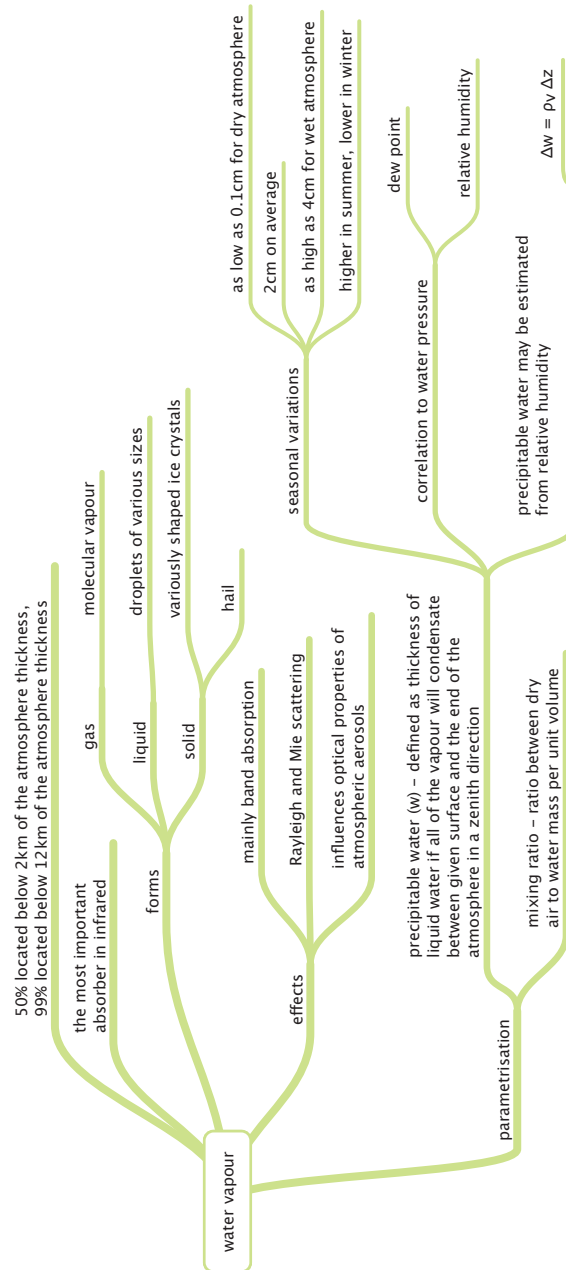 water vapour
50% located below 2km of the atmosphere thickness,
99% located below 12km of the atmosphere thickness
the most important
absorber in infrared
forms
gas
molecular vapour
liquid
droplets of various sizes
solid
variously shaped ice crystals
hail
effects
mainly band absorption
Rayleigh and Mie scattering
influences optical properties of
atmospheric aerosols
parametrisation
precipitable water (w) – defined as thickness of
liquid water if all of the vapour will condensate
between given surface and the end of the
atmosphere in a zenith direction
seasonal variations
as low as 0.1cm for dry atmosphere
2cm on average
as high as 4cm for wet atmosphere
higher in summer, lower in winter
correlation to water pressure
dew point
relative humidity
precipitable water may be estimated
from relative humidity
Δw = ρv Δz
mixing ratio – ratio between dry
air to water mass per unit volume